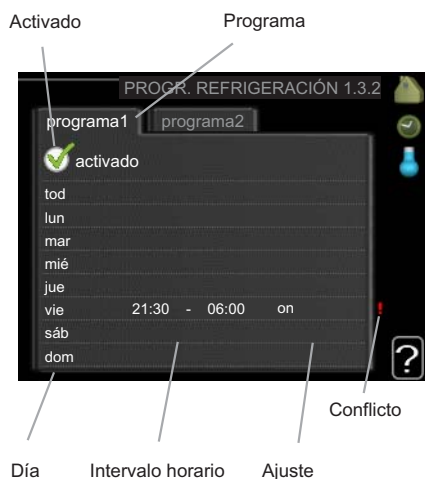 Activado Programa
PROGR. REFRIGERACIÓN 1.3.2
programa1 programa2
activado
tod
lun
mar
mié
jue
vie 21:30 - 06:00 on !
sáb
dom
?
Conflicto
Día Intervalo horario Ajuste